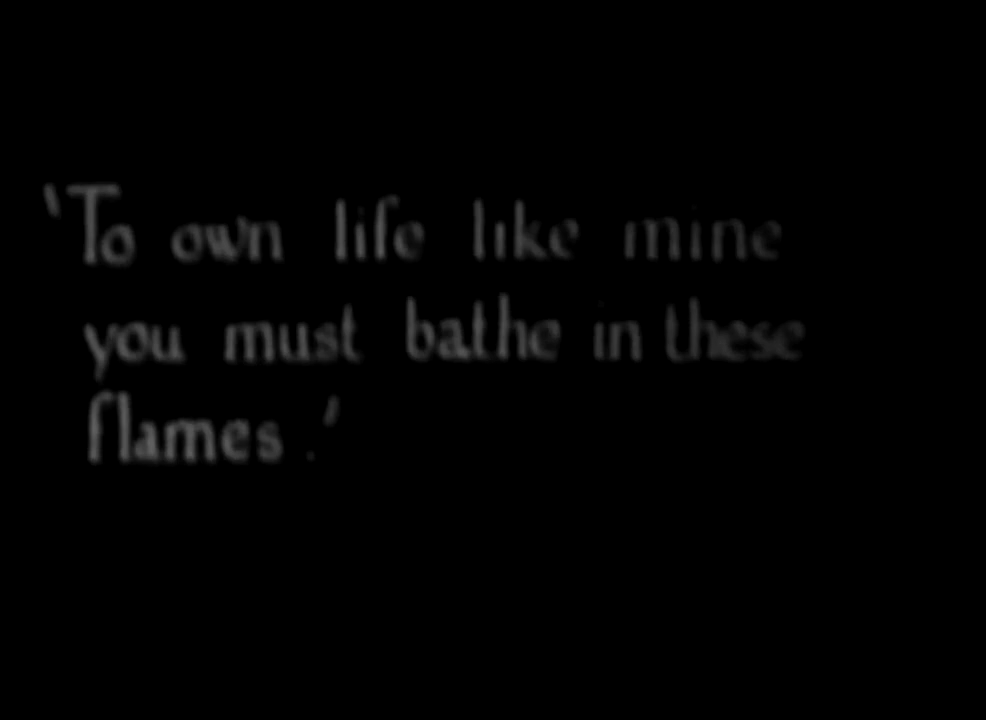 ‘To own life like mine
you must bathe in these
flames.’